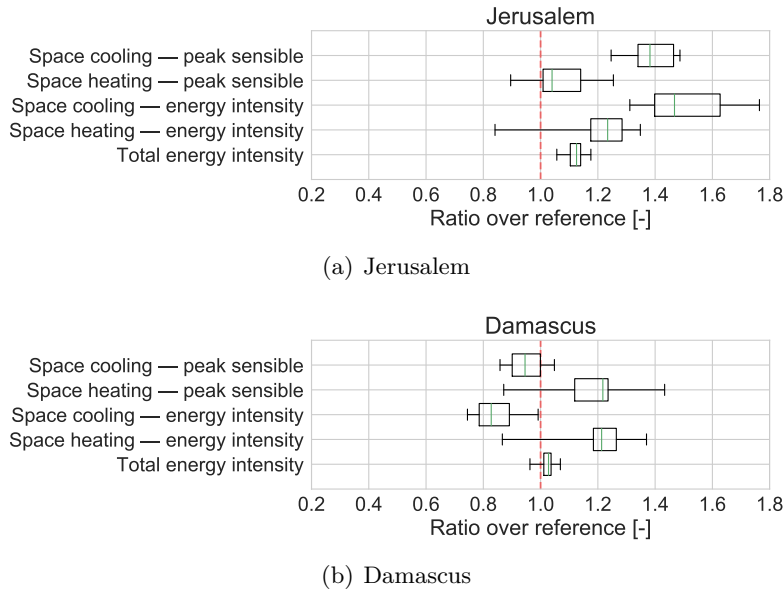 Jerusalem
Space cooling — peak sensible
Space heating — peak sensible
Space cooling — energy intensity
Space heating — energy intensity
Total energy intensity
0.2 0.4 0.6 0.8 1.0 1.2 1.4 1.6 1.8
Ratio over reference [-]
(a) Jerusalem
Damascus
Space cooling — peak sensible
Space heating — peak sensible
Space cooling — energy intensity
Space heating — energy intensity
Total energy intensity
0.2 0.4 0.6 0.8 1.0 1.2 1.4 1.6 1.8
Ratio over reference [-]
(b) Damascus